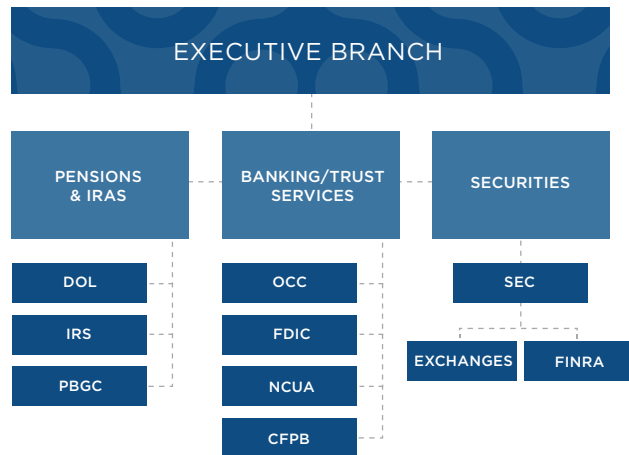 EXECUTIVE BRANCH
PENSIONS
& IRAS
BANKING/TRUST
SERVICES
SECURITIES
DOL
IRS
PBGC
OCC
FDIC
NCUA
CFPB
SEC
EXCHANGES
FINRA